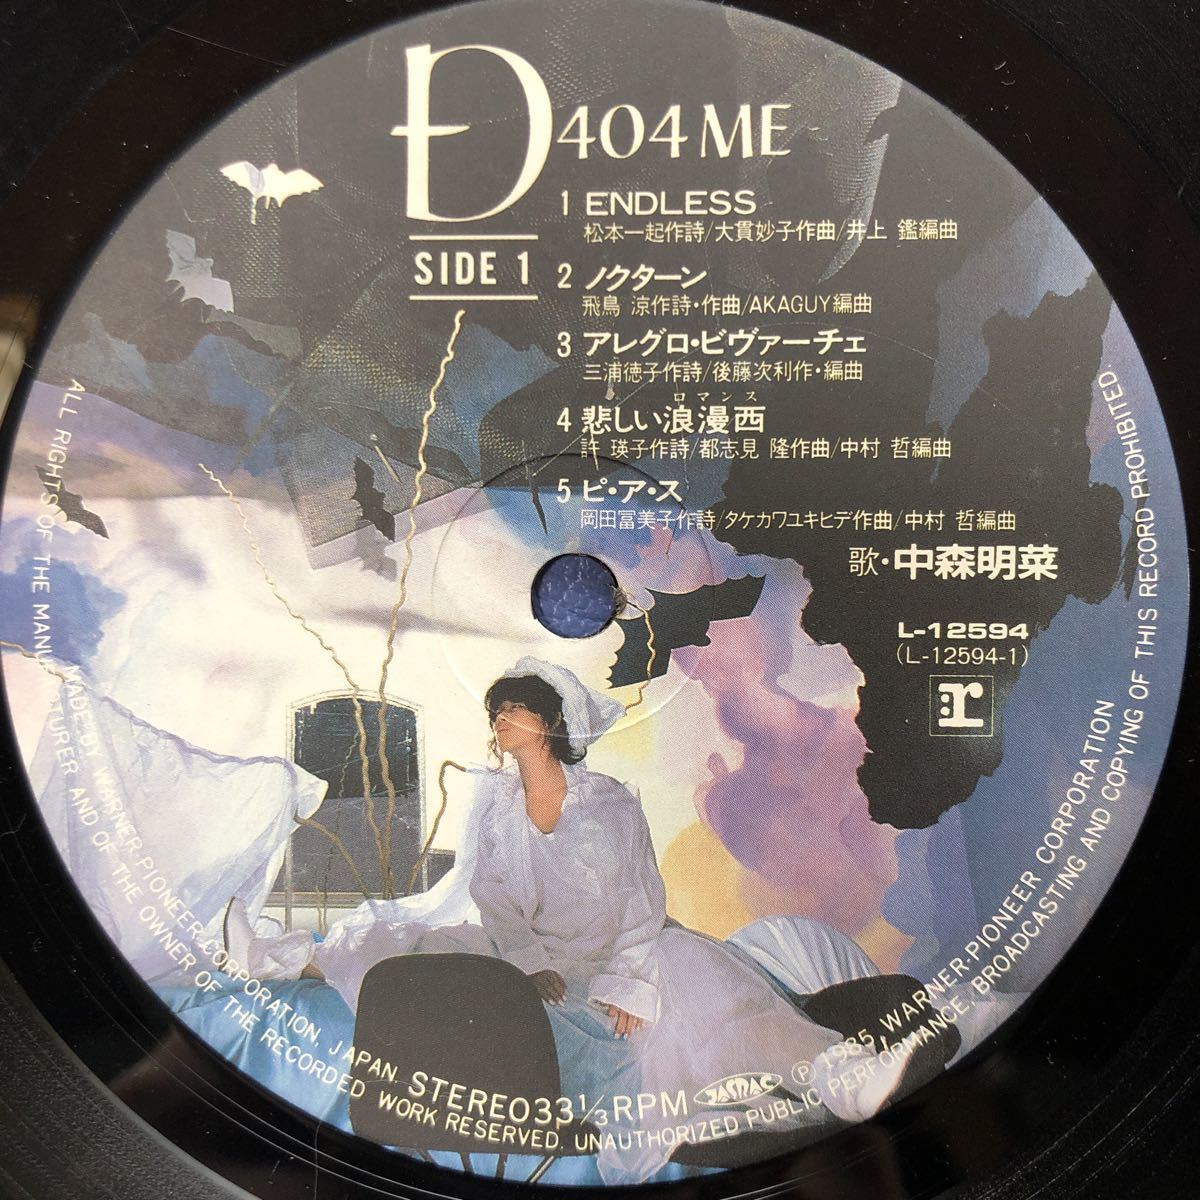 D404ME
SIDE 1
1 ENDLESS
松本一起作詩/大貫妙子作曲/井上 鑑編曲
2 ノクターン
飛鳥 涼作詩・作曲/AKAGUY編曲
3 アレグロ・ビヴァーチェ
三浦徳子作詩/後藤次利作・編曲
ロマンス
4 悲しい浪漫西
許 瑛子作詩/都志見 隆作曲/中村 哲編曲
5 ピ・ア・ス
岡田冨美子作詩/タケカワユキヒデ作曲/中村 哲編曲
歌・中森明菜
L-12594
(L-12594-1)
:r
STEREO 33 1/3 RPM
JASRAC
Ⓟ 1985 WARNER-PIONEER CORPORATION
MADE BY WARNER-PIONEER CORPORATION, JAPAN
ALL RIGHTS OF THE MANUFACTURER AND OF THE OWNER OF THE RECORDED WORK RESERVED. UNAUTHORIZED PUBLIC PERFORMANCE, BROADCASTING AND COPYING OF THIS RECORD PROHIBITED.